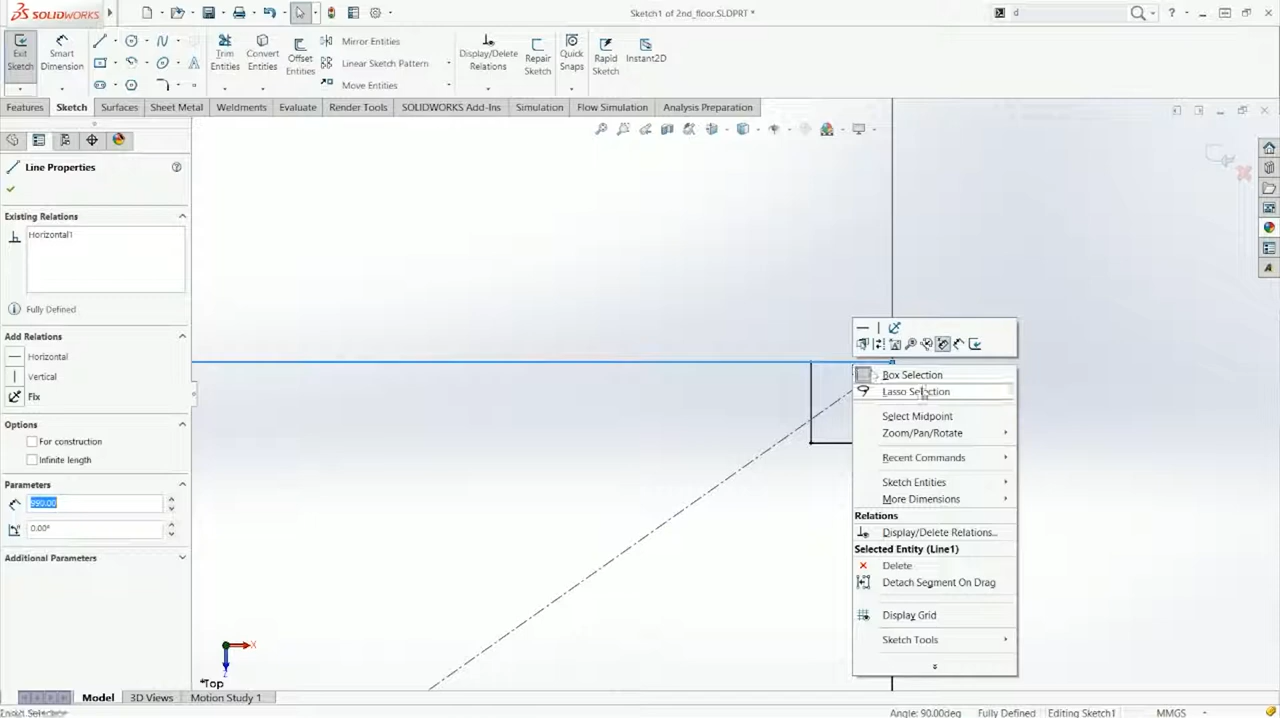 SOLIDWORKS
Sketch1 of 2nd_floor.SLDPRT *
d
Exit Sketch
Smart Dimension
Trim Entities
Convert Entities
Offset Entities
Mirror Entities
Linear Sketch Pattern
Move Entities
Display/Delete Relations
Repair Sketch
Quick Snaps
Rapid Sketch
Instant2D
Features
Sketch
Surfaces
Sheet Metal
Weldments
Evaluate
Render Tools
SOLIDWORKS Add-Ins
Simulation
Flow Simulation
Analysis Preparation
Line Properties
Existing Relations
Horizontal1
Fully Defined
Add Relations
Horizontal
Vertical
Fix
Options
For construction
Infinite length
Parameters
990.00
0.00°
Additional Parameters
Box Selection
Lasso Selection
Select Midpoint
Zoom/Pan/Rotate
Recent Commands
Sketch Entities
More Dimensions
Relations
Display/Delete Relations...
Selected Entity (Line1)
Delete
Detach Segment On Drag
Display Grid
Sketch Tools
X
Z
*Top
Model
3D Views
Motion Study 1
Angle: 90.00deg
Fully Defined
Editing Sketch1
MMGS